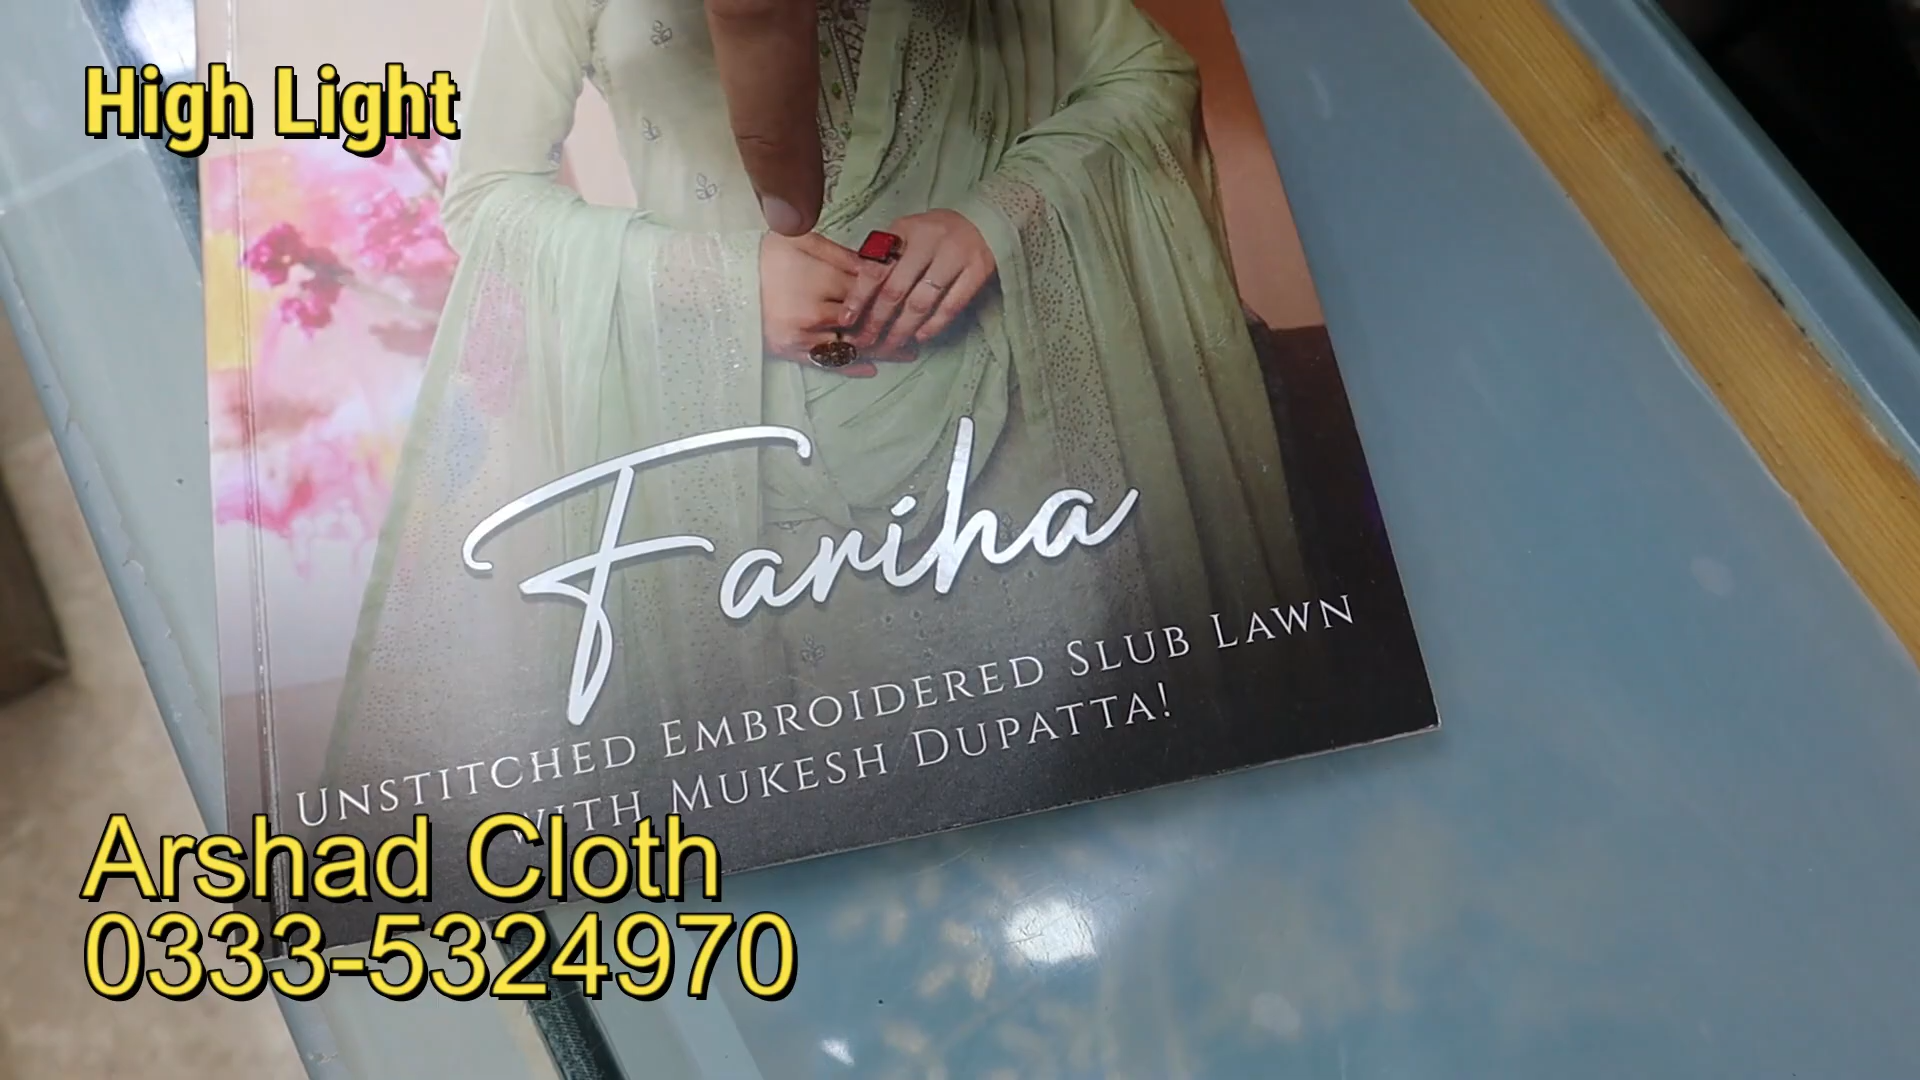 High Light
Fariha
UNSTITCHED EMBROIDERED SLUB LAWN
WITH MUKESH DUPATTA!
Arshad Cloth
0333-5324970